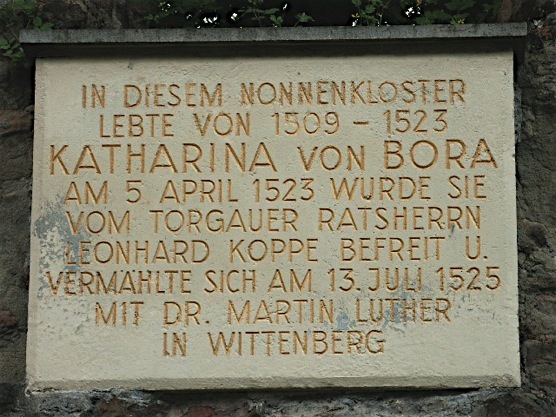 IN DIESEM NONNENKLOSTER
LEBTE VON 1509 - 1523
KATHARINA VON BORA
AM 5 APRIL 1523 WURDE SIE
VOM TORGAUER RATSHERRN
LEONHARD KOPPE BEFREIT U.
VERMÄHLTE SICH AM 13. JULI 1525
MIT DR. MARTIN LUTHER
IN WITTENBERG